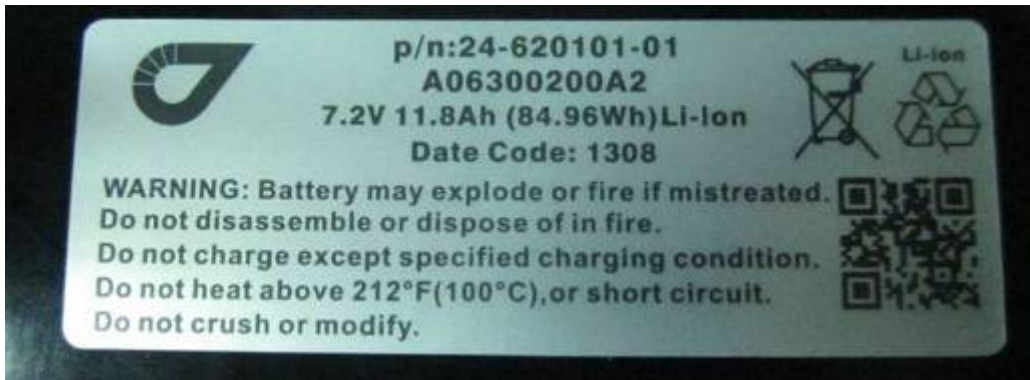 p/n:24-620101-01
A06300200A2
7.2V 11.8Ah (84.96Wh)Li-Ion
Date Code: 1308
Li-Ion
WARNING: Battery may explode or fire if mistreated.
Do not disassemble or dispose of in fire.
Do not charge except specified charging condition.
Do not heat above 212°F(100°C),or short circuit.
Do not crush or modify.